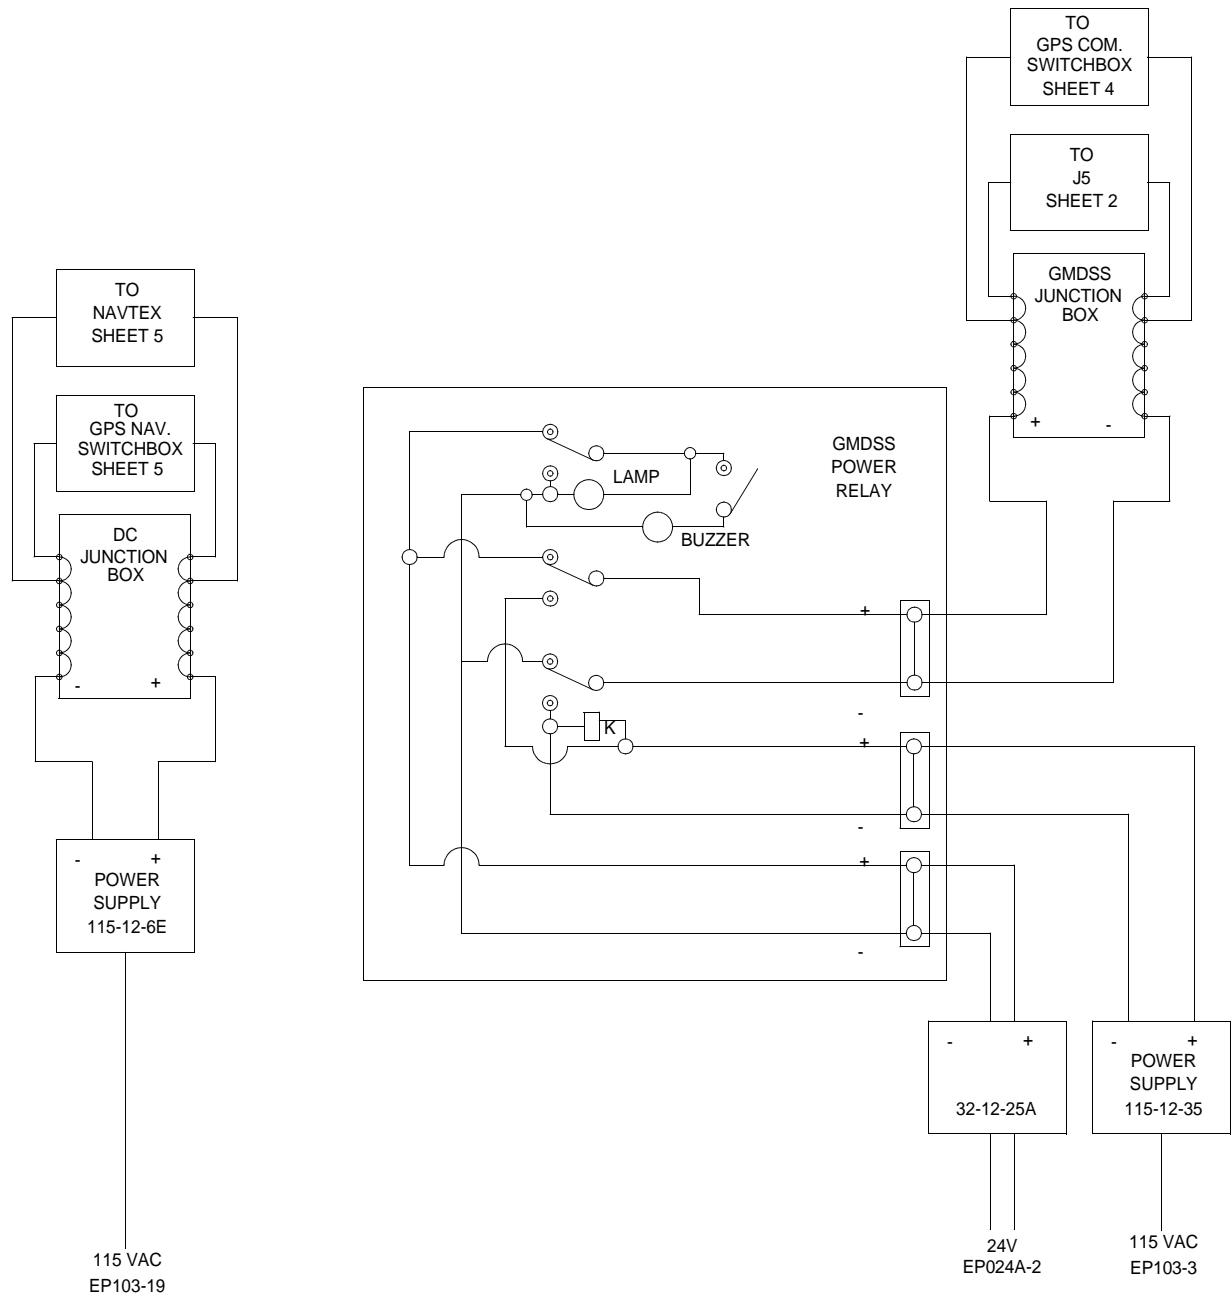 TO
GPS COM.
SWITCHBOX
SHEET 4
TO
J5
SHEET 2
GMDSS
JUNCTION
BOX
+ -
TO
NAVTEX
SHEET 5
TO
GPS NAV.
SWITCHBOX
SHEET 5
DC
JUNCTION
BOX
- +
- +
POWER
SUPPLY
115-12-6E
115 VAC
EP103-19
GMDSS
POWER
RELAY
LAMP
BUZZER
+
-
K
+
-
+
-
- +
32-12-25A
24V
EP024A-2
- +
POWER
SUPPLY
115-12-35
115 VAC
EP103-3